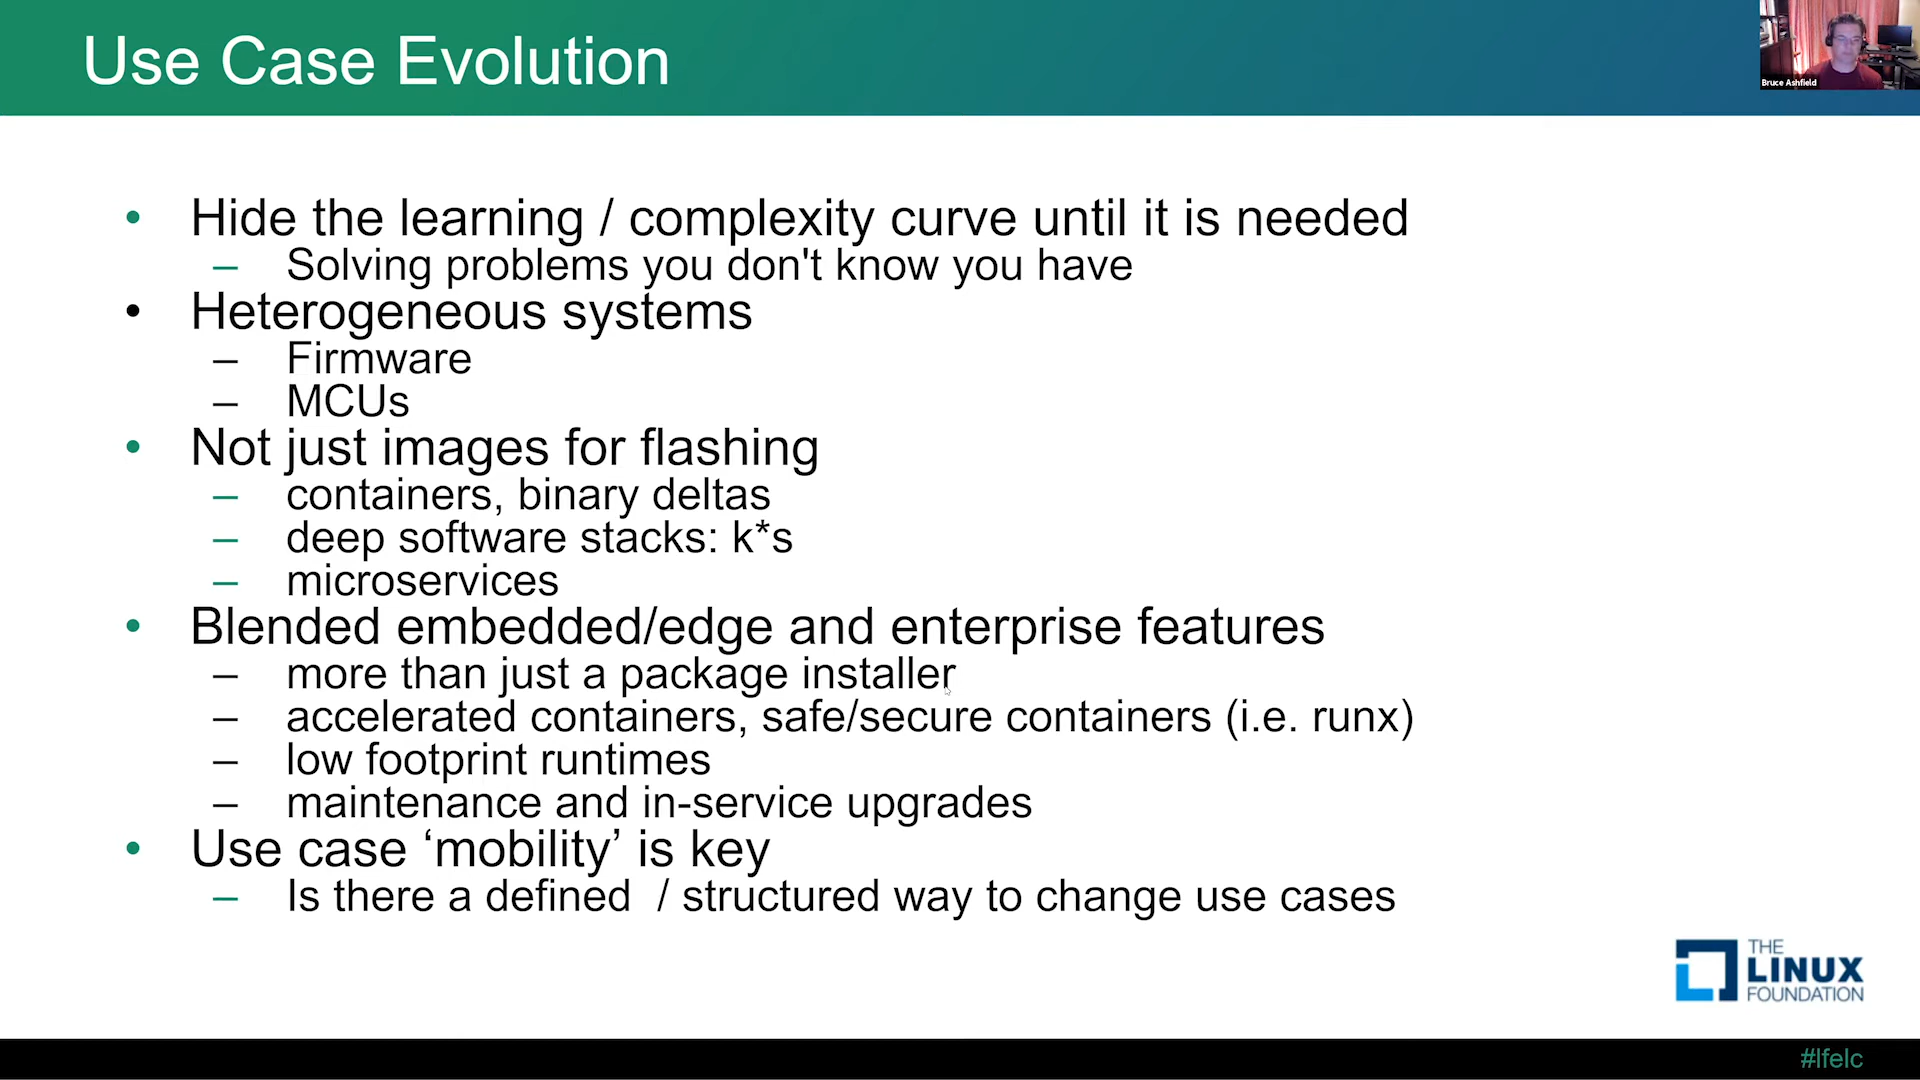 Use Case Evolution
Bruce Ashfield
• Hide the learning / complexity curve until it is needed
– Solving problems you don't know you have
• Heterogeneous systems
– Firmware
– MCUs
• Not just images for flashing
– containers, binary deltas
– deep software stacks: k*s
– microservices
• Blended embedded/edge and enterprise features
– more than just a package installer
– accelerated containers, safe/secure containers (i.e. runx)
– low footprint runtimes
– maintenance and in-service upgrades
• Use case ‘mobility’ is key
– Is there a defined  / structured way to change use cases
THE
LINUX
FOUNDATION
#lfelc